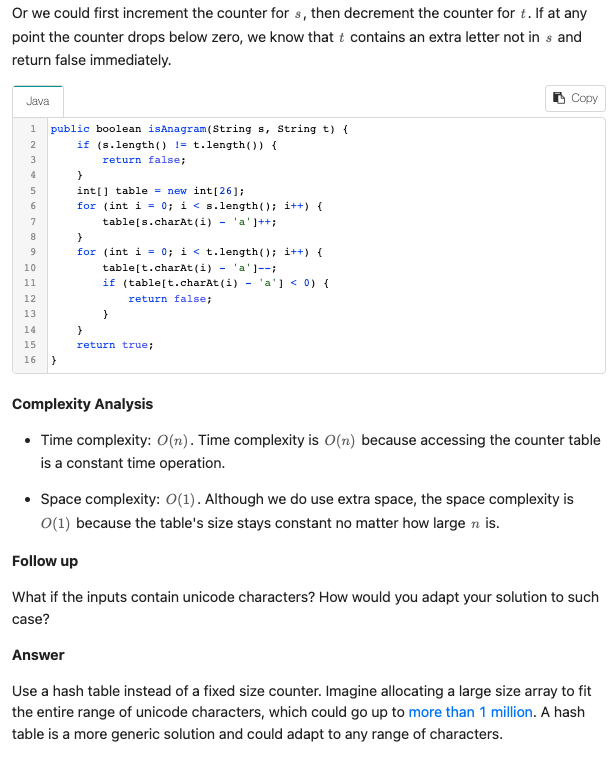 Or we could first increment the counter for s, then decrement the counter for t. If at any
point the counter drops below zero, we know that t contains an extra letter not in s and
return false immediately.
Java
Copy
1 public boolean isAnagram(String s, String t) {
2     if (s.length() != t.length()) {
3         return false;
4     }
5     int[] table = new int[26];
6     for (int i = 0; i < s.length(); i++) {
7         table[s.charAt(i) - 'a']++;
8     }
9     for (int i = 0; i < t.length(); i++) {
10         table[t.charAt(i) - 'a']--;
11         if (table[t.charAt(i) - 'a'] < 0) {
12             return false;
13         }
14     }
15     return true;
16 }
Complexity Analysis
• Time complexity: O(n). Time complexity is O(n) because accessing the counter table
is a constant time operation.
• Space complexity: O(1). Although we do use extra space, the space complexity is
O(1) because the table's size stays constant no matter how large n is.
Follow up
What if the inputs contain unicode characters? How would you adapt your solution to such
case?
Answer
Use a hash table instead of a fixed size counter. Imagine allocating a large size array to fit
the entire range of unicode characters, which could go up to more than 1 million. A hash
table is a more generic solution and could adapt to any range of characters.